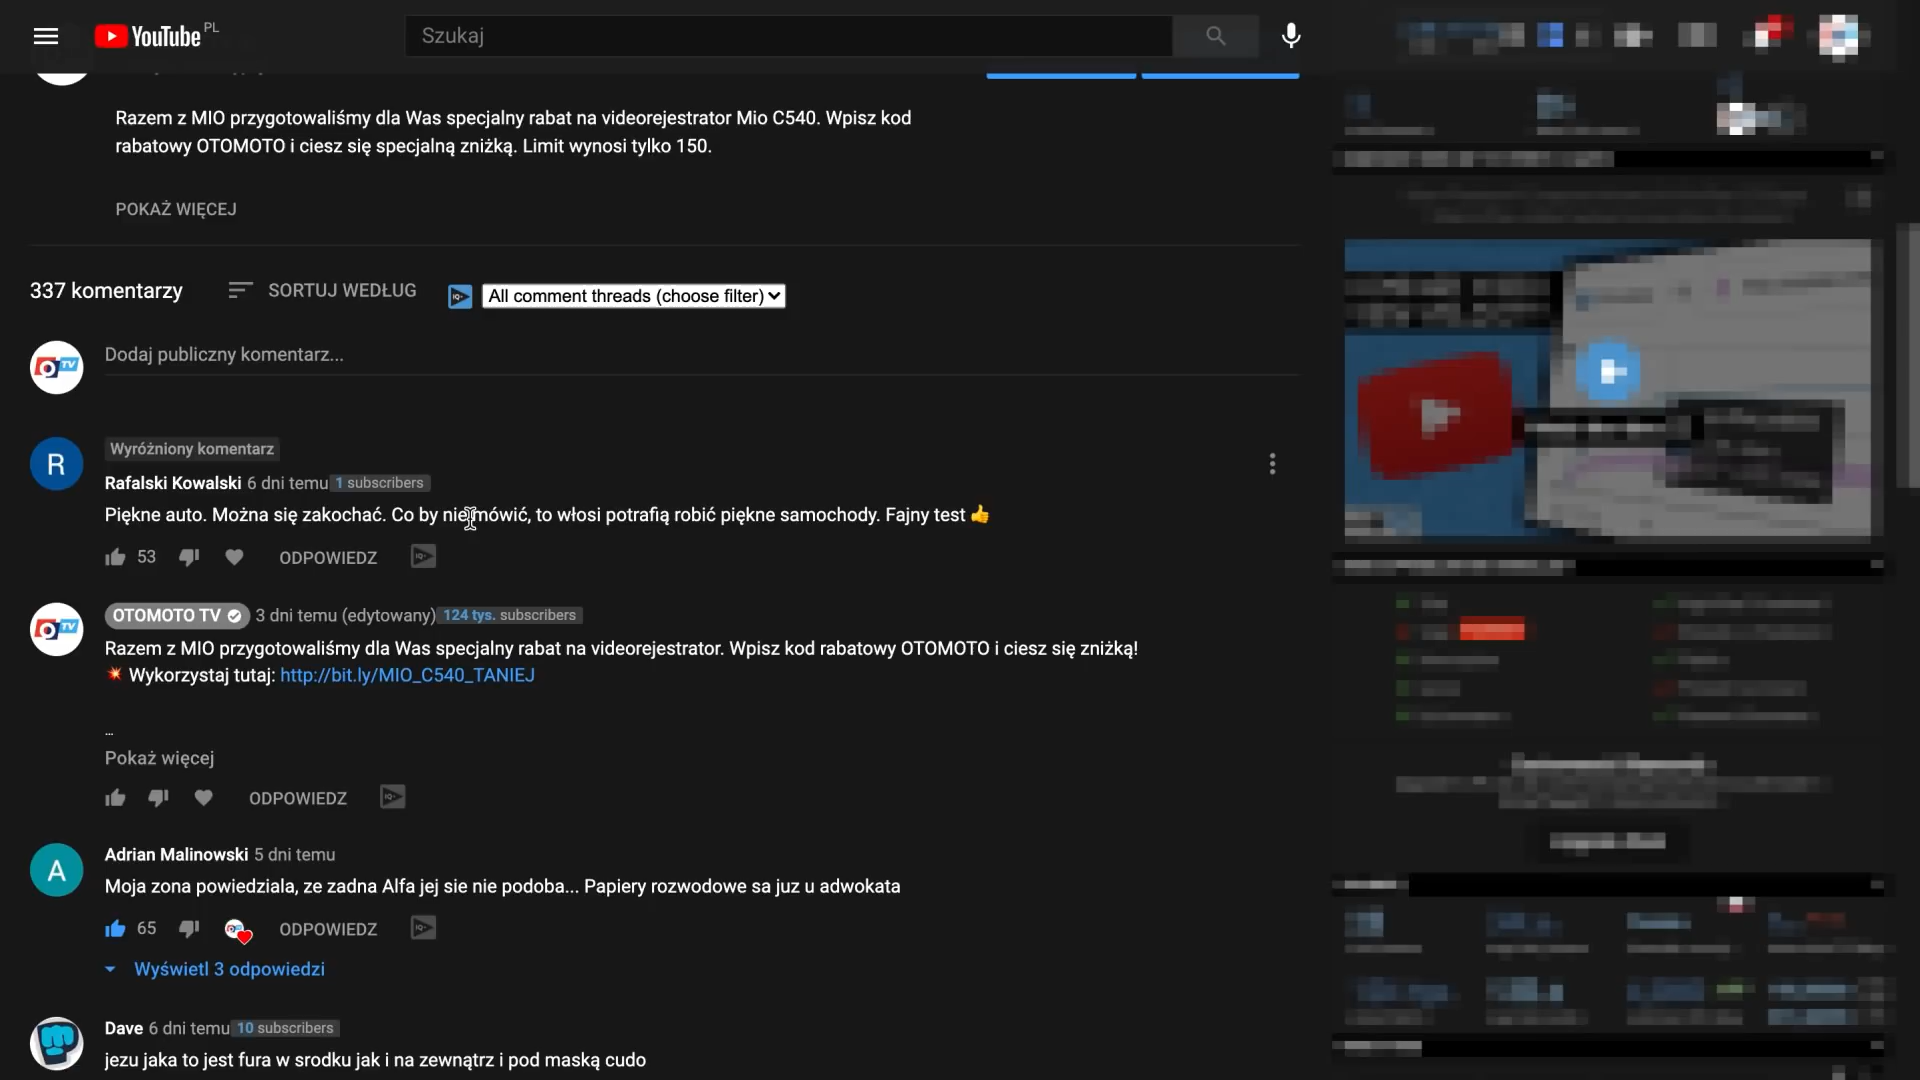 YouTube PL
Szukaj
Razem z MIO przygotowaliśmy dla Was specjalny rabat na videorejestrator Mio C540. Wpisz kod
rabatowy OTOMOTO i ciesz się specjalną zniżką. Limit wynosi tylko 150.
POKAŻ WIĘCEJ
337 komentarzy
SORTUJ WEDŁUG
All comment threads (choose filter)
Dodaj publiczny komentarz...
Wyróżniony komentarz
R
Rafalski Kowalski 6 dni temu 1 subscribers
Piękne auto. Można się zakochać. Co by nie mówić, to włosi potrafią robić piękne samochody. Fajny test 👍
53 ODPOWIEDZ
OTOMOTO TV 3 dni temu (edytowany) 124 tys. subscribers
Razem z MIO przygotowaliśmy dla Was specjalny rabat na videorejestrator. Wpisz kod rabatowy OTOMOTO i ciesz się zniżką!
💥 Wykorzystaj tutaj: http://bit.ly/MIO_C540_TANIEJ
...
Pokaż więcej
ODPOWIEDZ
A
Adrian Malinowski 5 dni temu
Moja zona powiedziala, ze zadna Alfa jej sie nie podoba... Papiery rozwodowe sa juz u adwokata
65 ODPOWIEDZ
Wyświetl 3 odpowiedzi
Dave 6 dni temu 10 subscribers
jezu jaka to jest fura w srodku jak i na zewnątrz i pod maską cudo